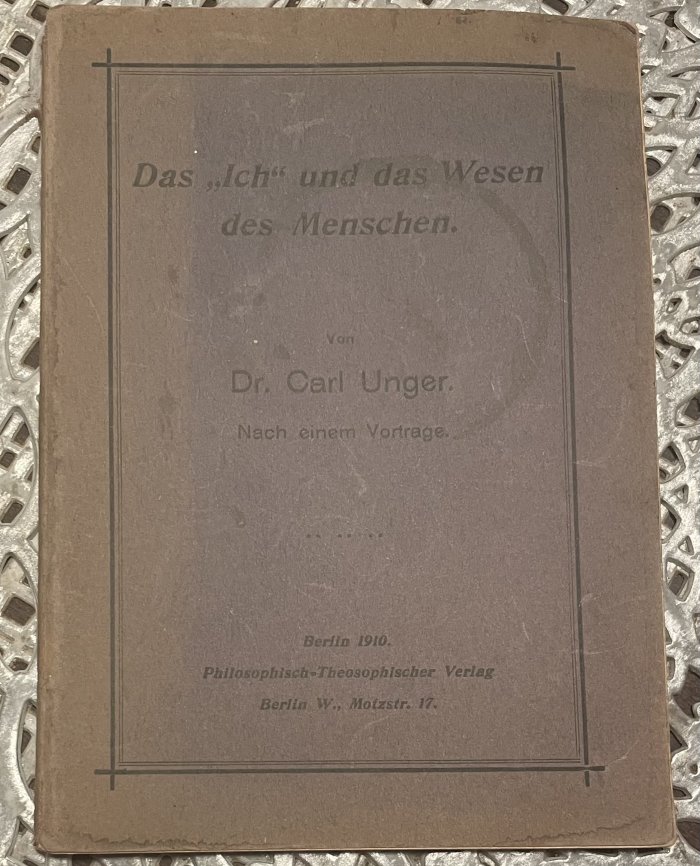 Das „Ich“ und das Wesen
des Menschen.
Von
Dr. Carl Unger.
Nach einem Vortrage.
Berlin 1910.
Philosophisch-Theosophischer Verlag
Berlin W., Motzstr. 17.